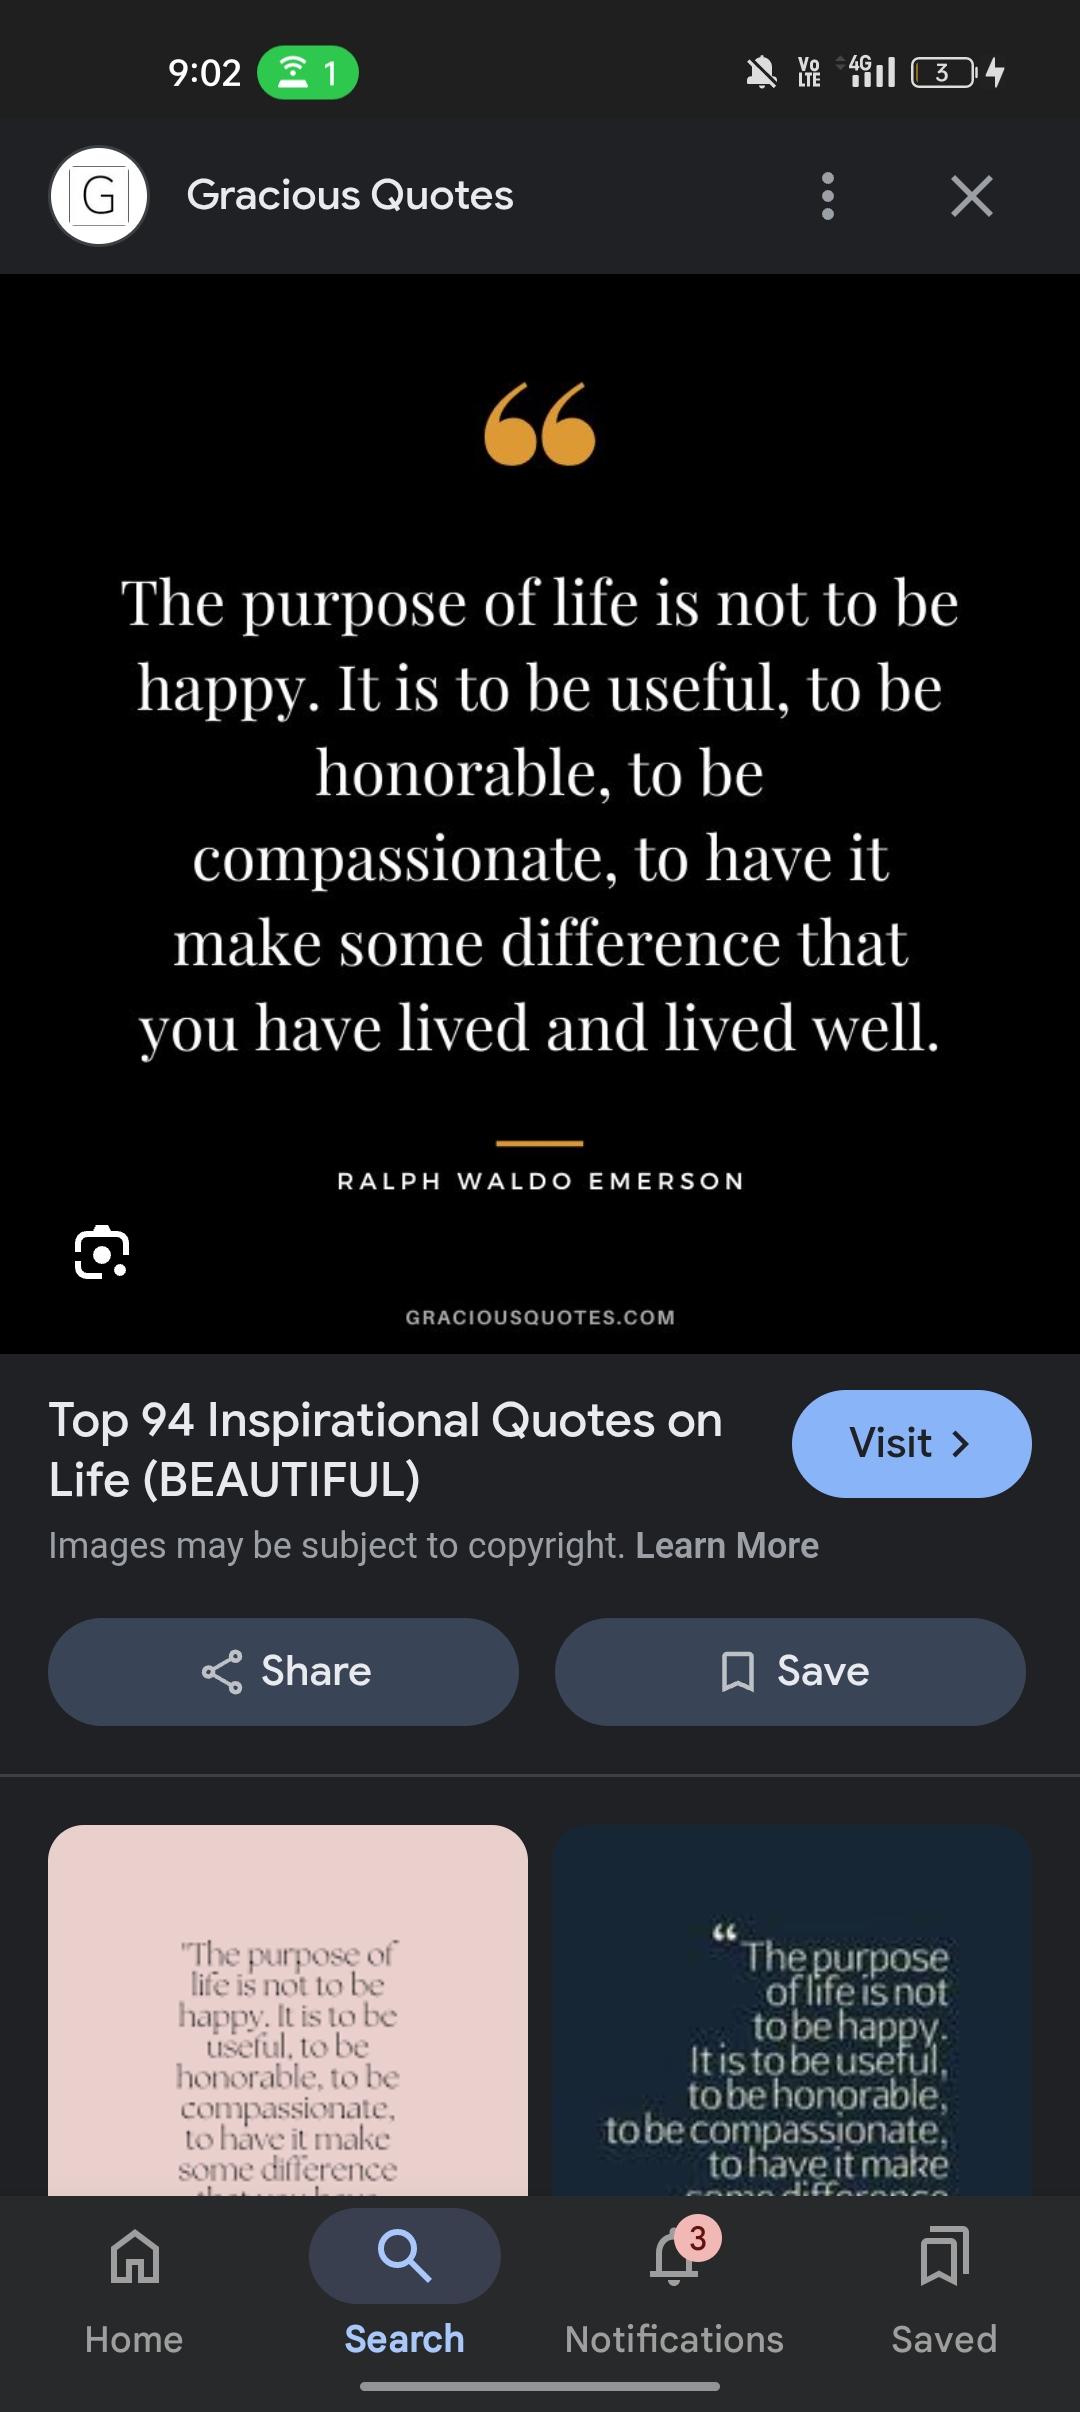 9:02
1
Vo
LTE
4G
3
G
Gracious Quotes
“
The purpose of life is not to be
happy. It is to be useful, to be
honorable, to be
compassionate, to have it
make some difference that
you have lived and lived well.
RALPH WALDO EMERSON
GRACIOUSQUOTES.COM
Top 94 Inspirational Quotes on
Life (BEAUTIFUL)
Visit
Images may be subject to copyright. Learn More
Share
Save
"The purpose of
life is not to be
happy. It is to be
useful, to be
honorable, to be
compassionate,
to have it make
some difference
that you have
“The purpose
of life is not
to be happy.
It is to be useful,
to be honorable,
to be compassionate,
to have it make
some difference
3
Home
Search
Notifications
Saved